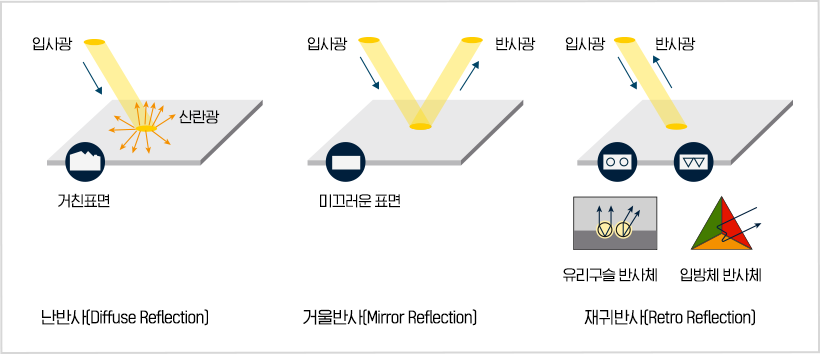 입사광
산란광
거친표면
난반사(Diffuse Reflection)
입사광
반사광
미끄러운 표면
거울반사(Mirror Reflection)
입사광
반사광
유리구슬 반사체
입방체 반사체
재귀반사(Retro Reflection)